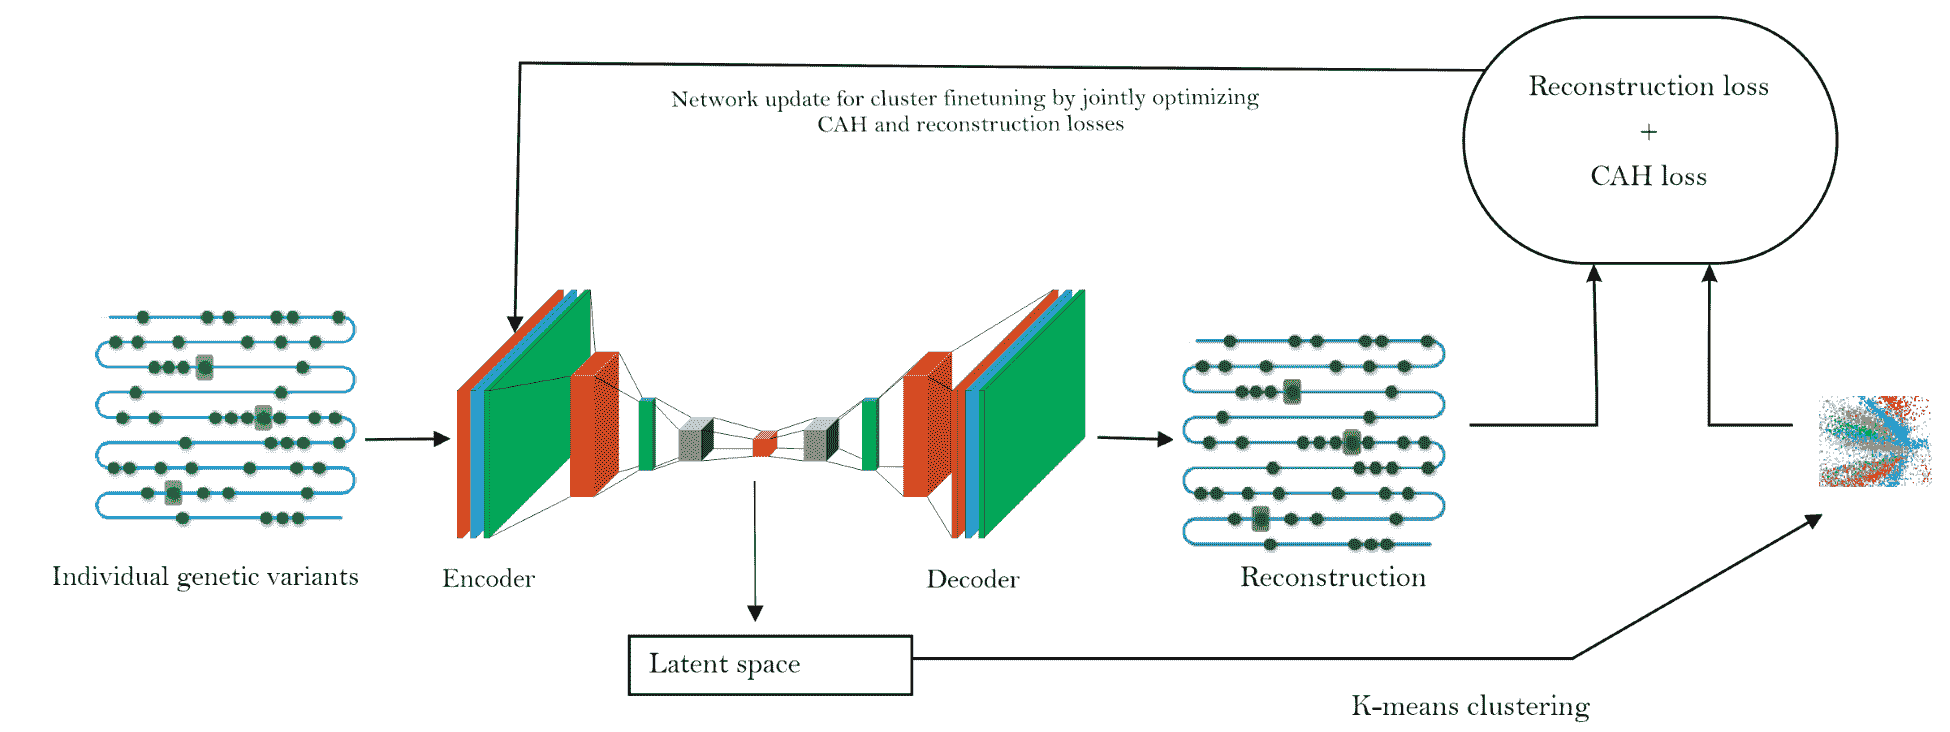 Reconstruction loss
+
CAH loss
Network update for cluster finetuning by jointly optimizing
CAH and reconstruction losses
Individual genetic variants
Encoder
Decoder
Reconstruction
Latent space
K-means clustering